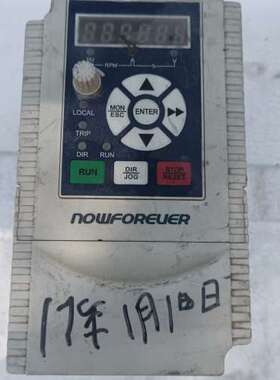 HZ RPM A % V
MON/ESC
ENTER
LOCAL
TRIP
DIR RUN
RUN
DIR/JOG
STOP/RESET
NOWFOREVER
17年1月1日